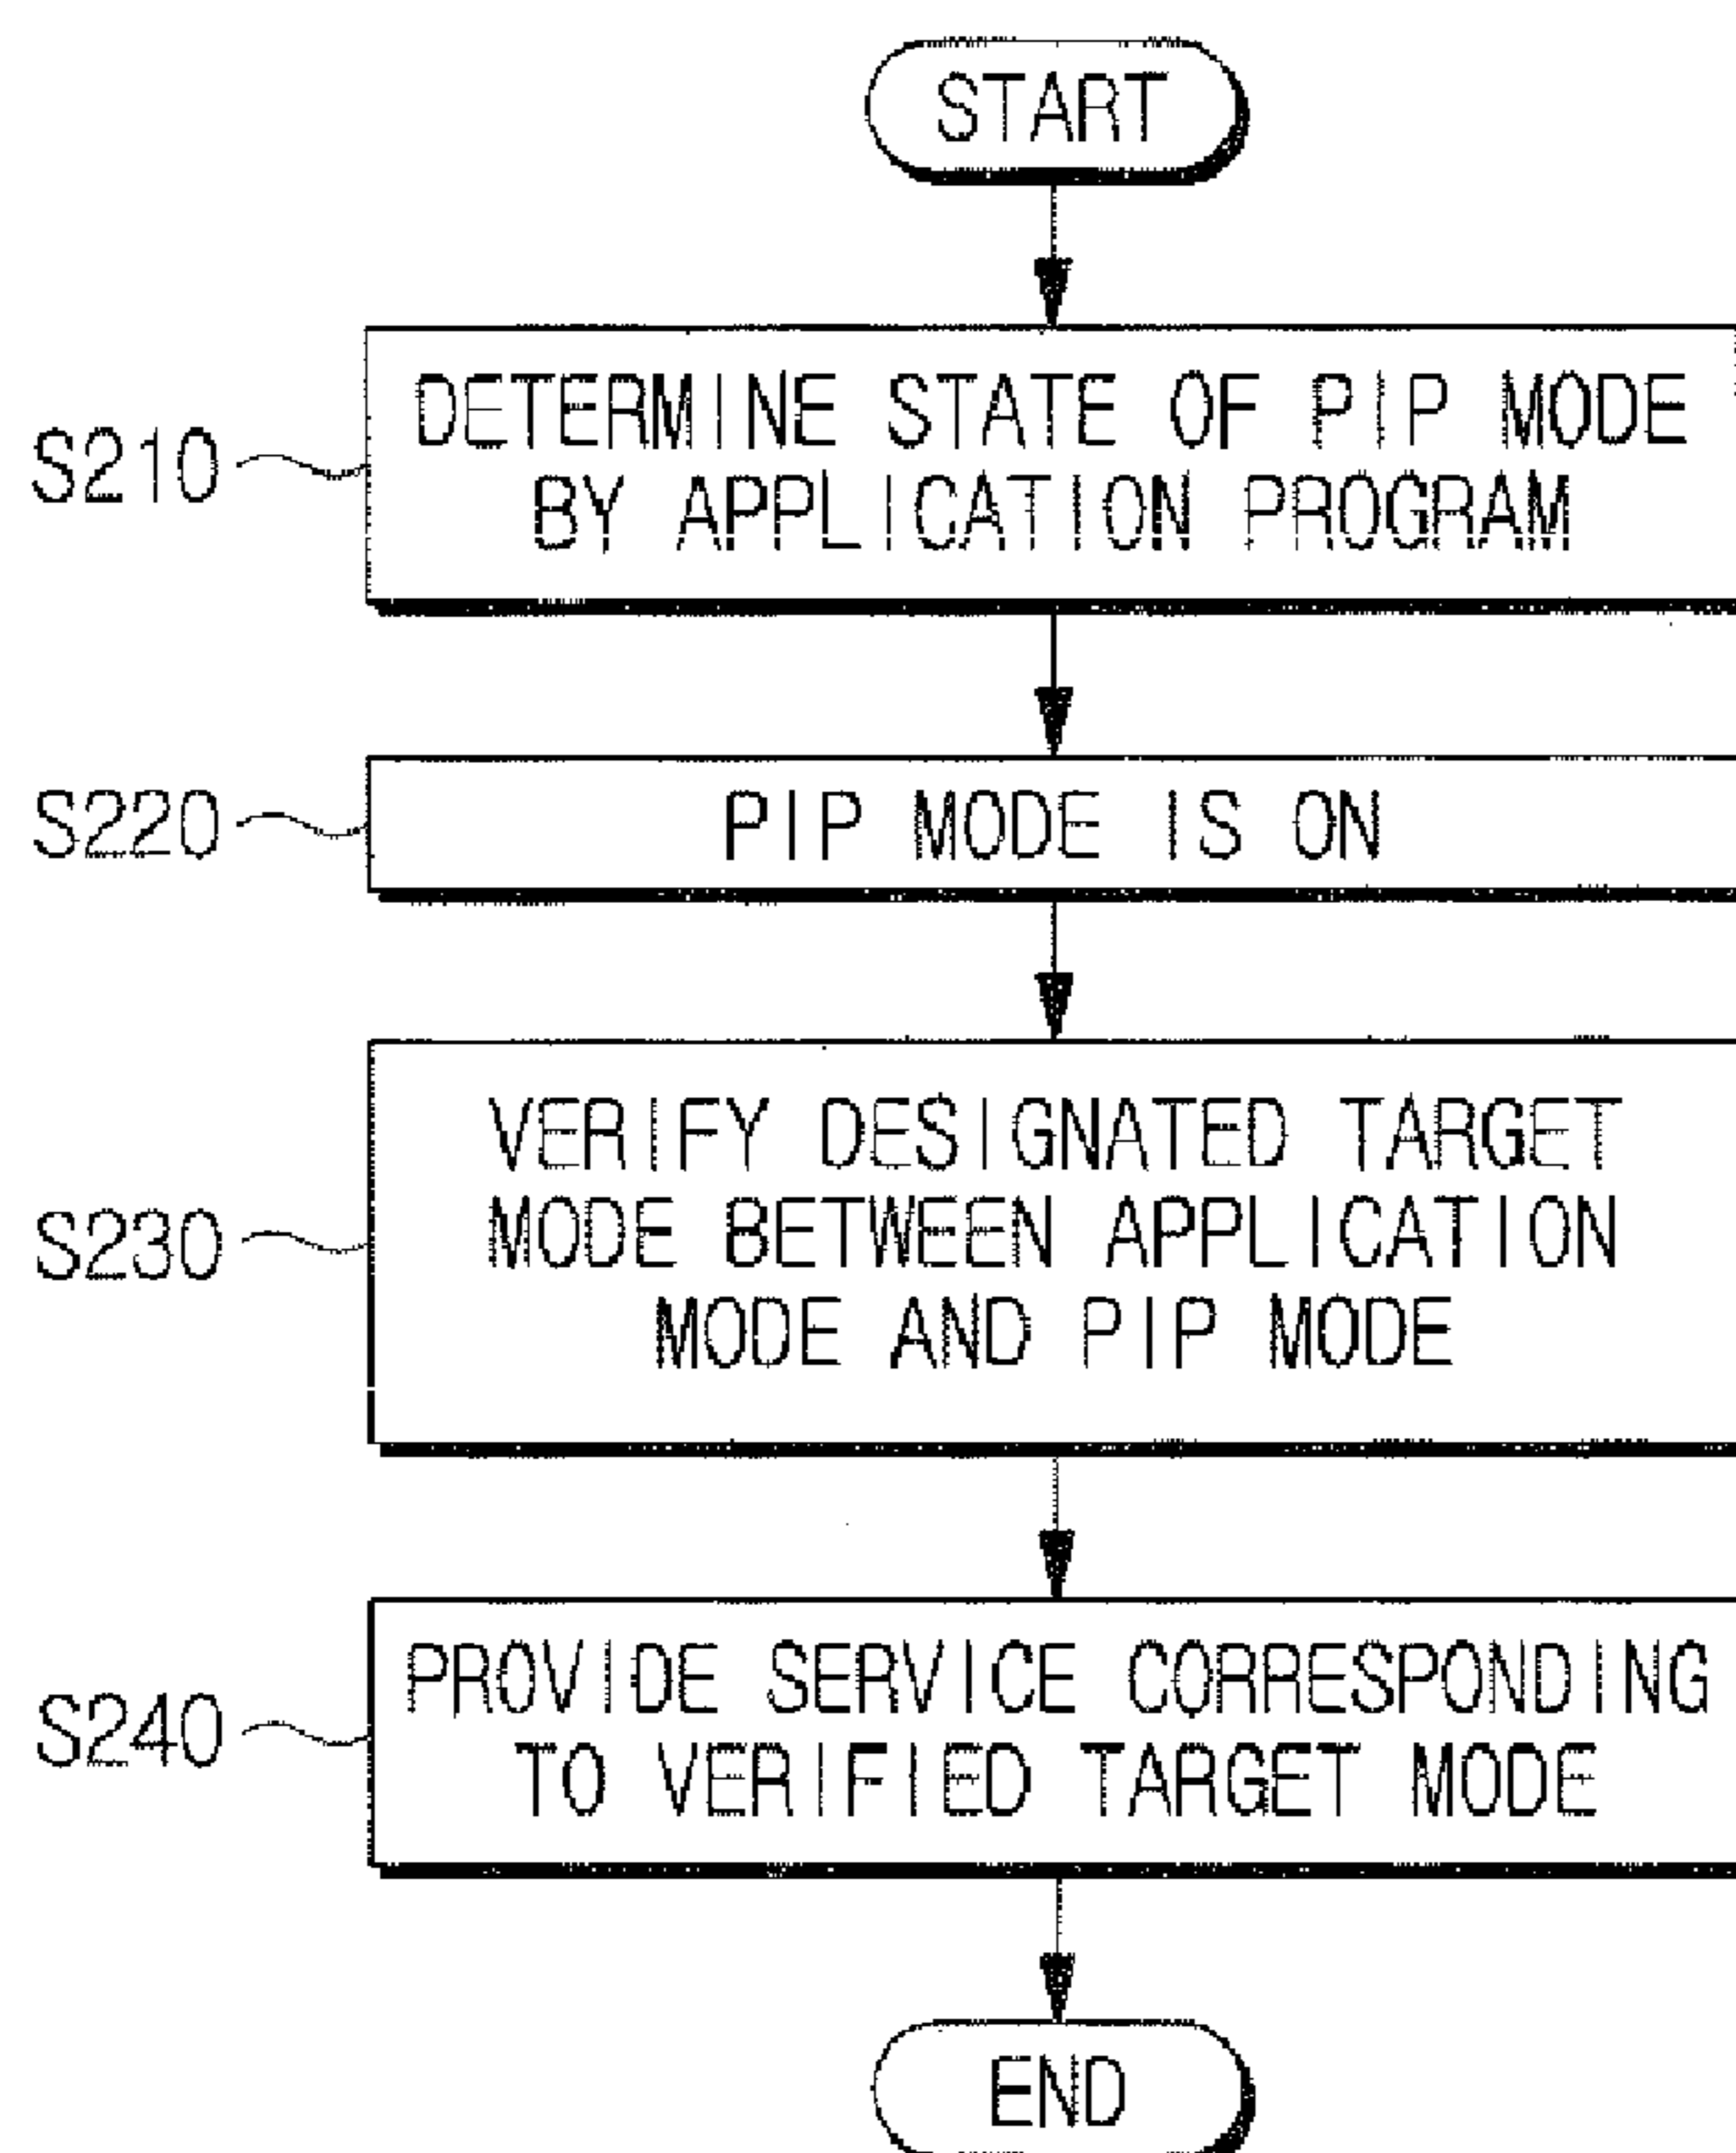 START
S210
DETERMINE STATE OF PIP MODE
BY APPLICATION PROGRAM
S220
PIP MODE IS ON
S230
VERIFY DESIGNATED TARGET
MODE BETWEEN APPLICATION
MODE AND PIP MODE
S240
PROVIDE SERVICE CORRESPONDING
TO VERIFIED TARGET MODE
END